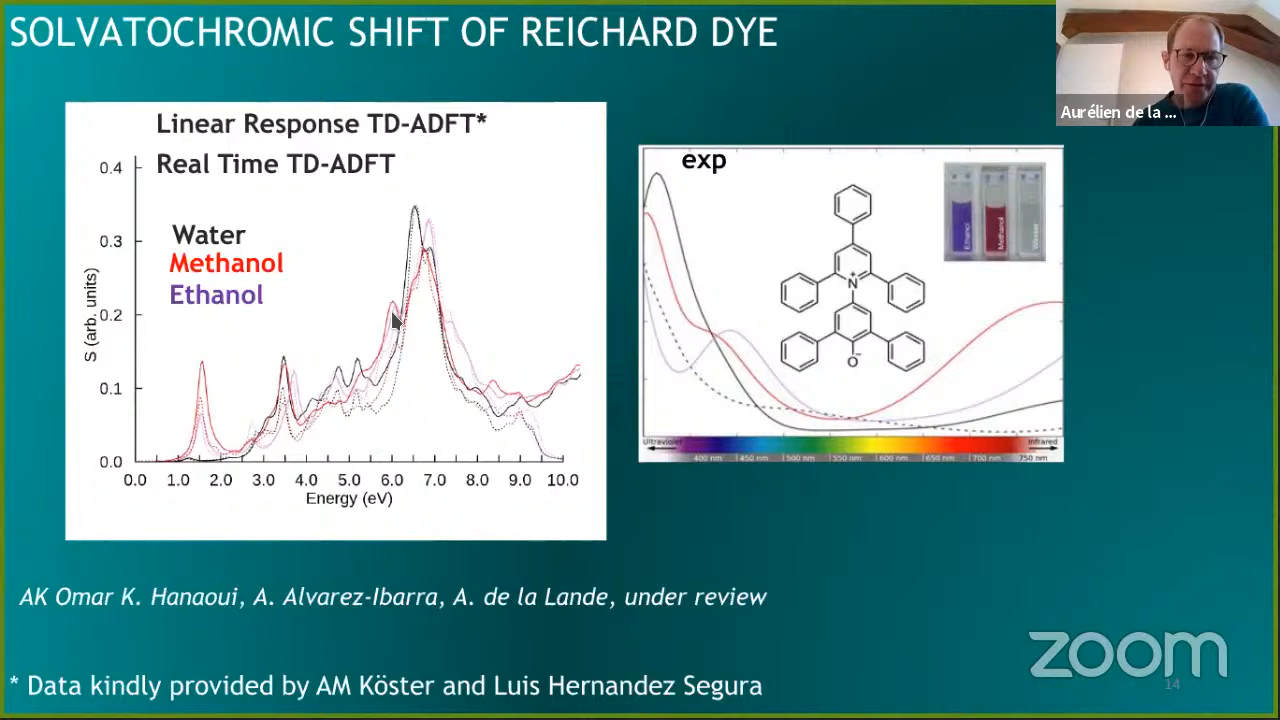 SOLVATOCHROMIC SHIFT OF REICHARD DYE
Aurélien de la ...
Linear Response TD-ADFT*
Real Time TD-ADFT
Water
Methanol
Ethanol
S (arb. units)
0.4
0.3
0.2
0.1
0.0
0.0 1.0 2.0 3.0 4.0 5.0 6.0 7.0 8.0 9.0 10.0
Energy (eV)
exp
Ethanol
Methanol
N
+
O
−
Ultraviolet
Infrared
400 nm 450 nm 500 nm 550 nm 600 nm 650 nm 700 nm 750 nm
AK Omar K. Hanaoui, A. Alvarez-Ibarra, A. de la Lande, under review
* Data kindly provided by AM Köster and Luis Hernandez Segura
zoom
14